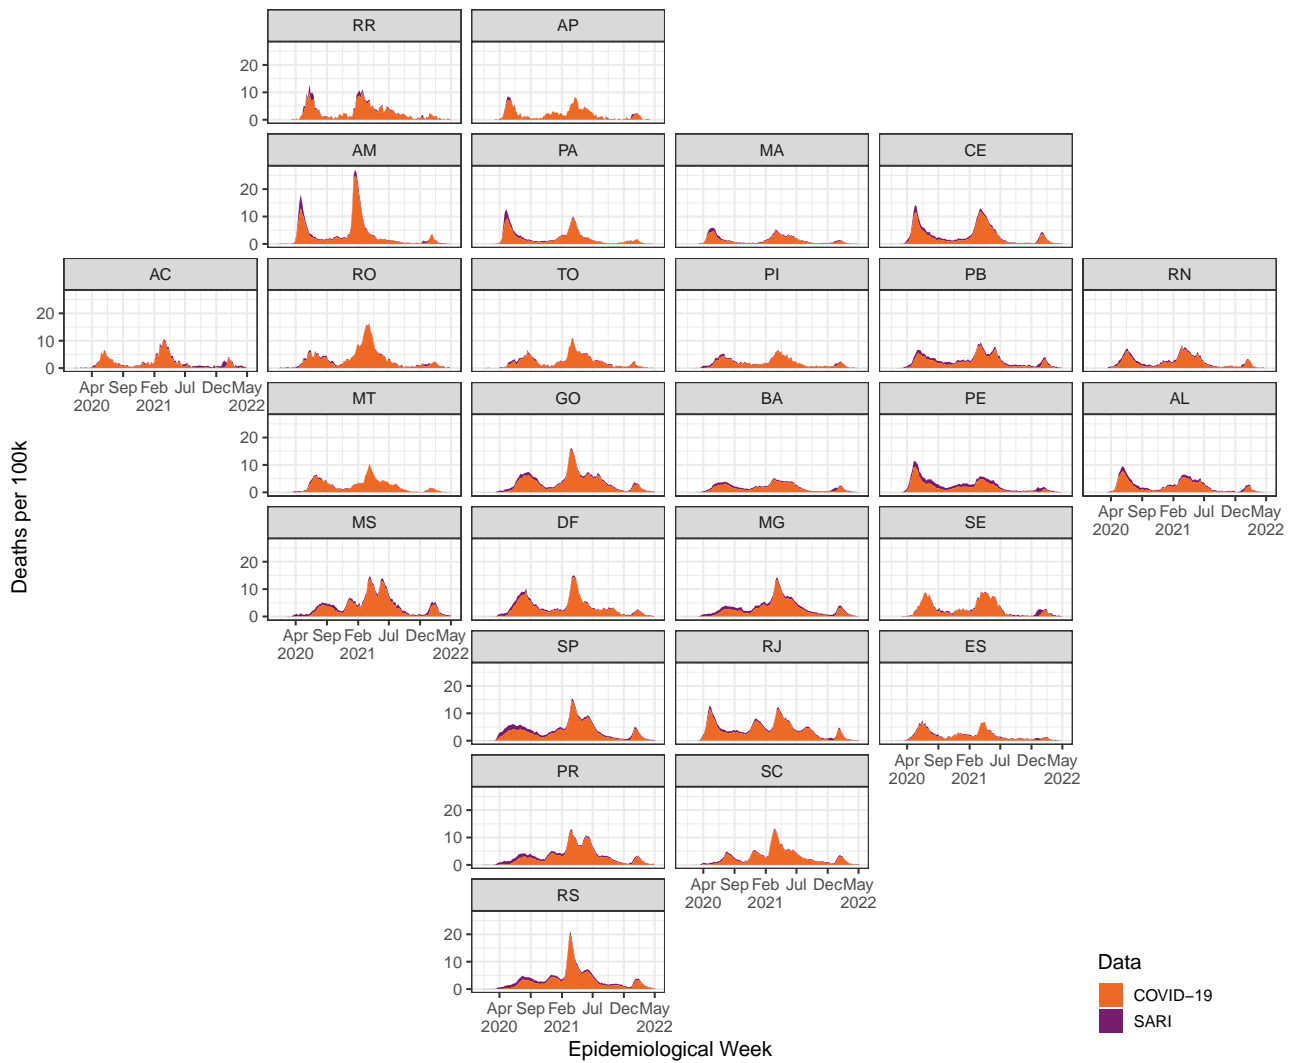 RR AP
20
10
0
AM PA MA CE
20
10
0
AC RO TO PI PB RN
20
10
0
Apr Sep Feb Jul Dec May
2020 2021 2022
MT GO BA PE AL
20
10
0
Apr Sep Feb Jul Dec May
2020 2021 2022
MS DF MG SE
20
10
0
Apr Sep Feb Jul Dec May
2020 2021 2022
SP RJ ES
20
10
0
Apr Sep Feb Jul Dec May
2020 2021 2022
PR SC
20
10
0
Apr Sep Feb Jul Dec May
2020 2021 2022
RS
20
10
0
Apr Sep Feb Jul Dec May
2020 2021 2022
Deaths per 100k
Epidemiological Week
Data
COVID−19
SARI